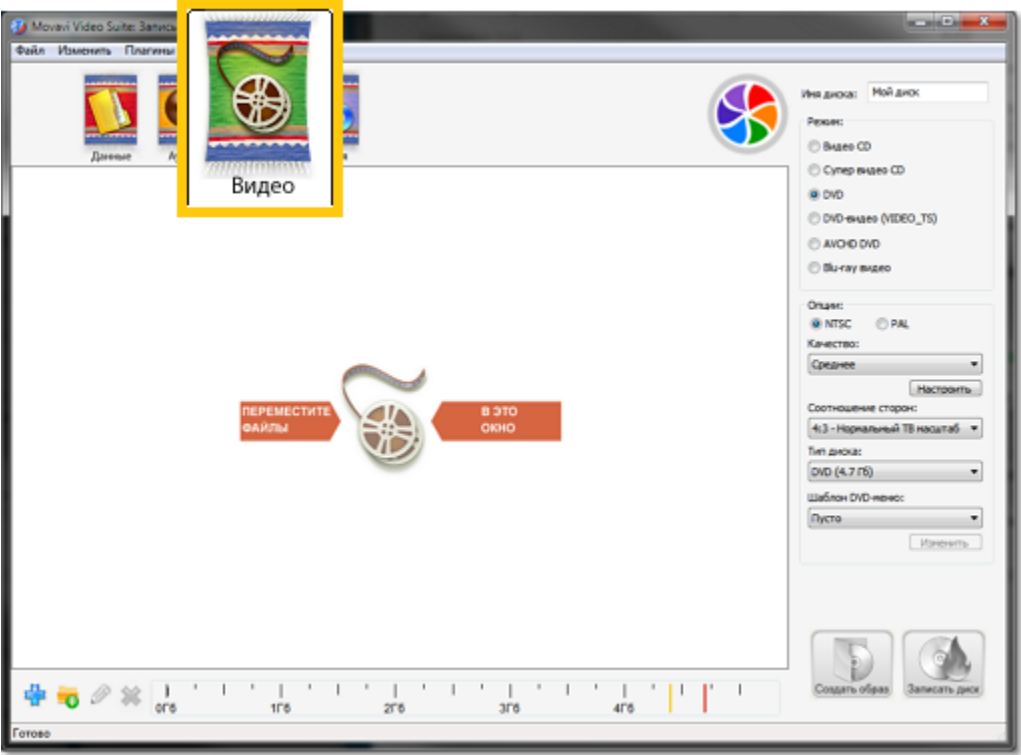 Movavi Video Suite: Запись
Файл Изменить Плагины
Данные
Видео
Имя диска: Мой диск
Режим:
Видео CD
Супер видео CD
DVD
DVD-видео (VIDEO_TS)
AVCHD DVD
Blu-ray видео
Опции:
NTSC PAL
Качество:
Среднее
Настроить
Соотношение сторон:
4:3 - Нормальный ТВ масштаб
Тип диска:
DVD (4.7 Гб)
Шаблон DVD-меню:
Пусто
Изменить
ПЕРЕМЕСТИТЕ
ФАЙЛЫ
В ЭТО
ОКНО
Создать образ Записать диск
0Гб 1Гб 2Гб 3Гб 4Гб
Готово